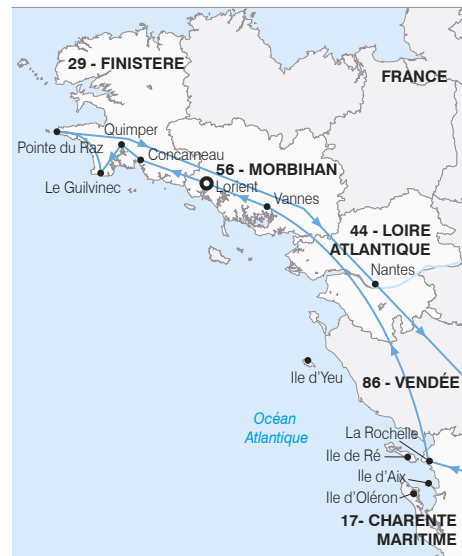 29 - FINISTERE
FRANCE
Quimper
Pointe du Raz
Concarneau
56 - MORBIHAN
Le Guilvinec
Lorient
Vannes
44 - LOIRE
ATLANTIQUE
Nantes
Ile d'Yeu
86 - VENDÉE
Océan
Atlantique
La Rochelle
Ile de Ré
Ile d'Aix
Ile d'Oléron
17- CHARENTE
MARITIME